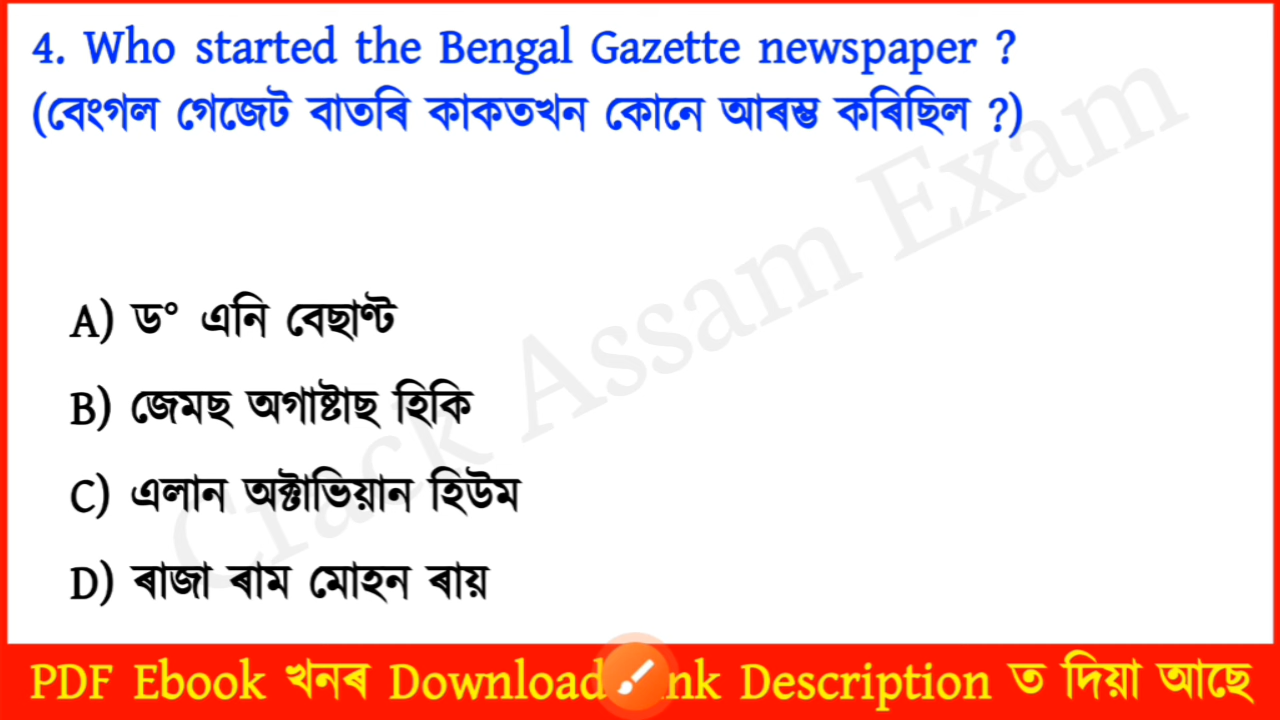 4. Who started the Bengal Gazette newspaper ?
(বেংগল গেজেট বাতৰি কাকতখন কোনে আৰম্ভ কৰিছিল ?)
A) ড° এনি বেছাণ্ট
B) জেমছ অগাষ্টাছ হিকি
C) এলান অক্টাভিয়ান হিউম
D) ৰাজা ৰাম মোহন ৰায়
Crack Assam Exam
PDF Ebook খনৰ Download nk Description ত দিয়া আছে